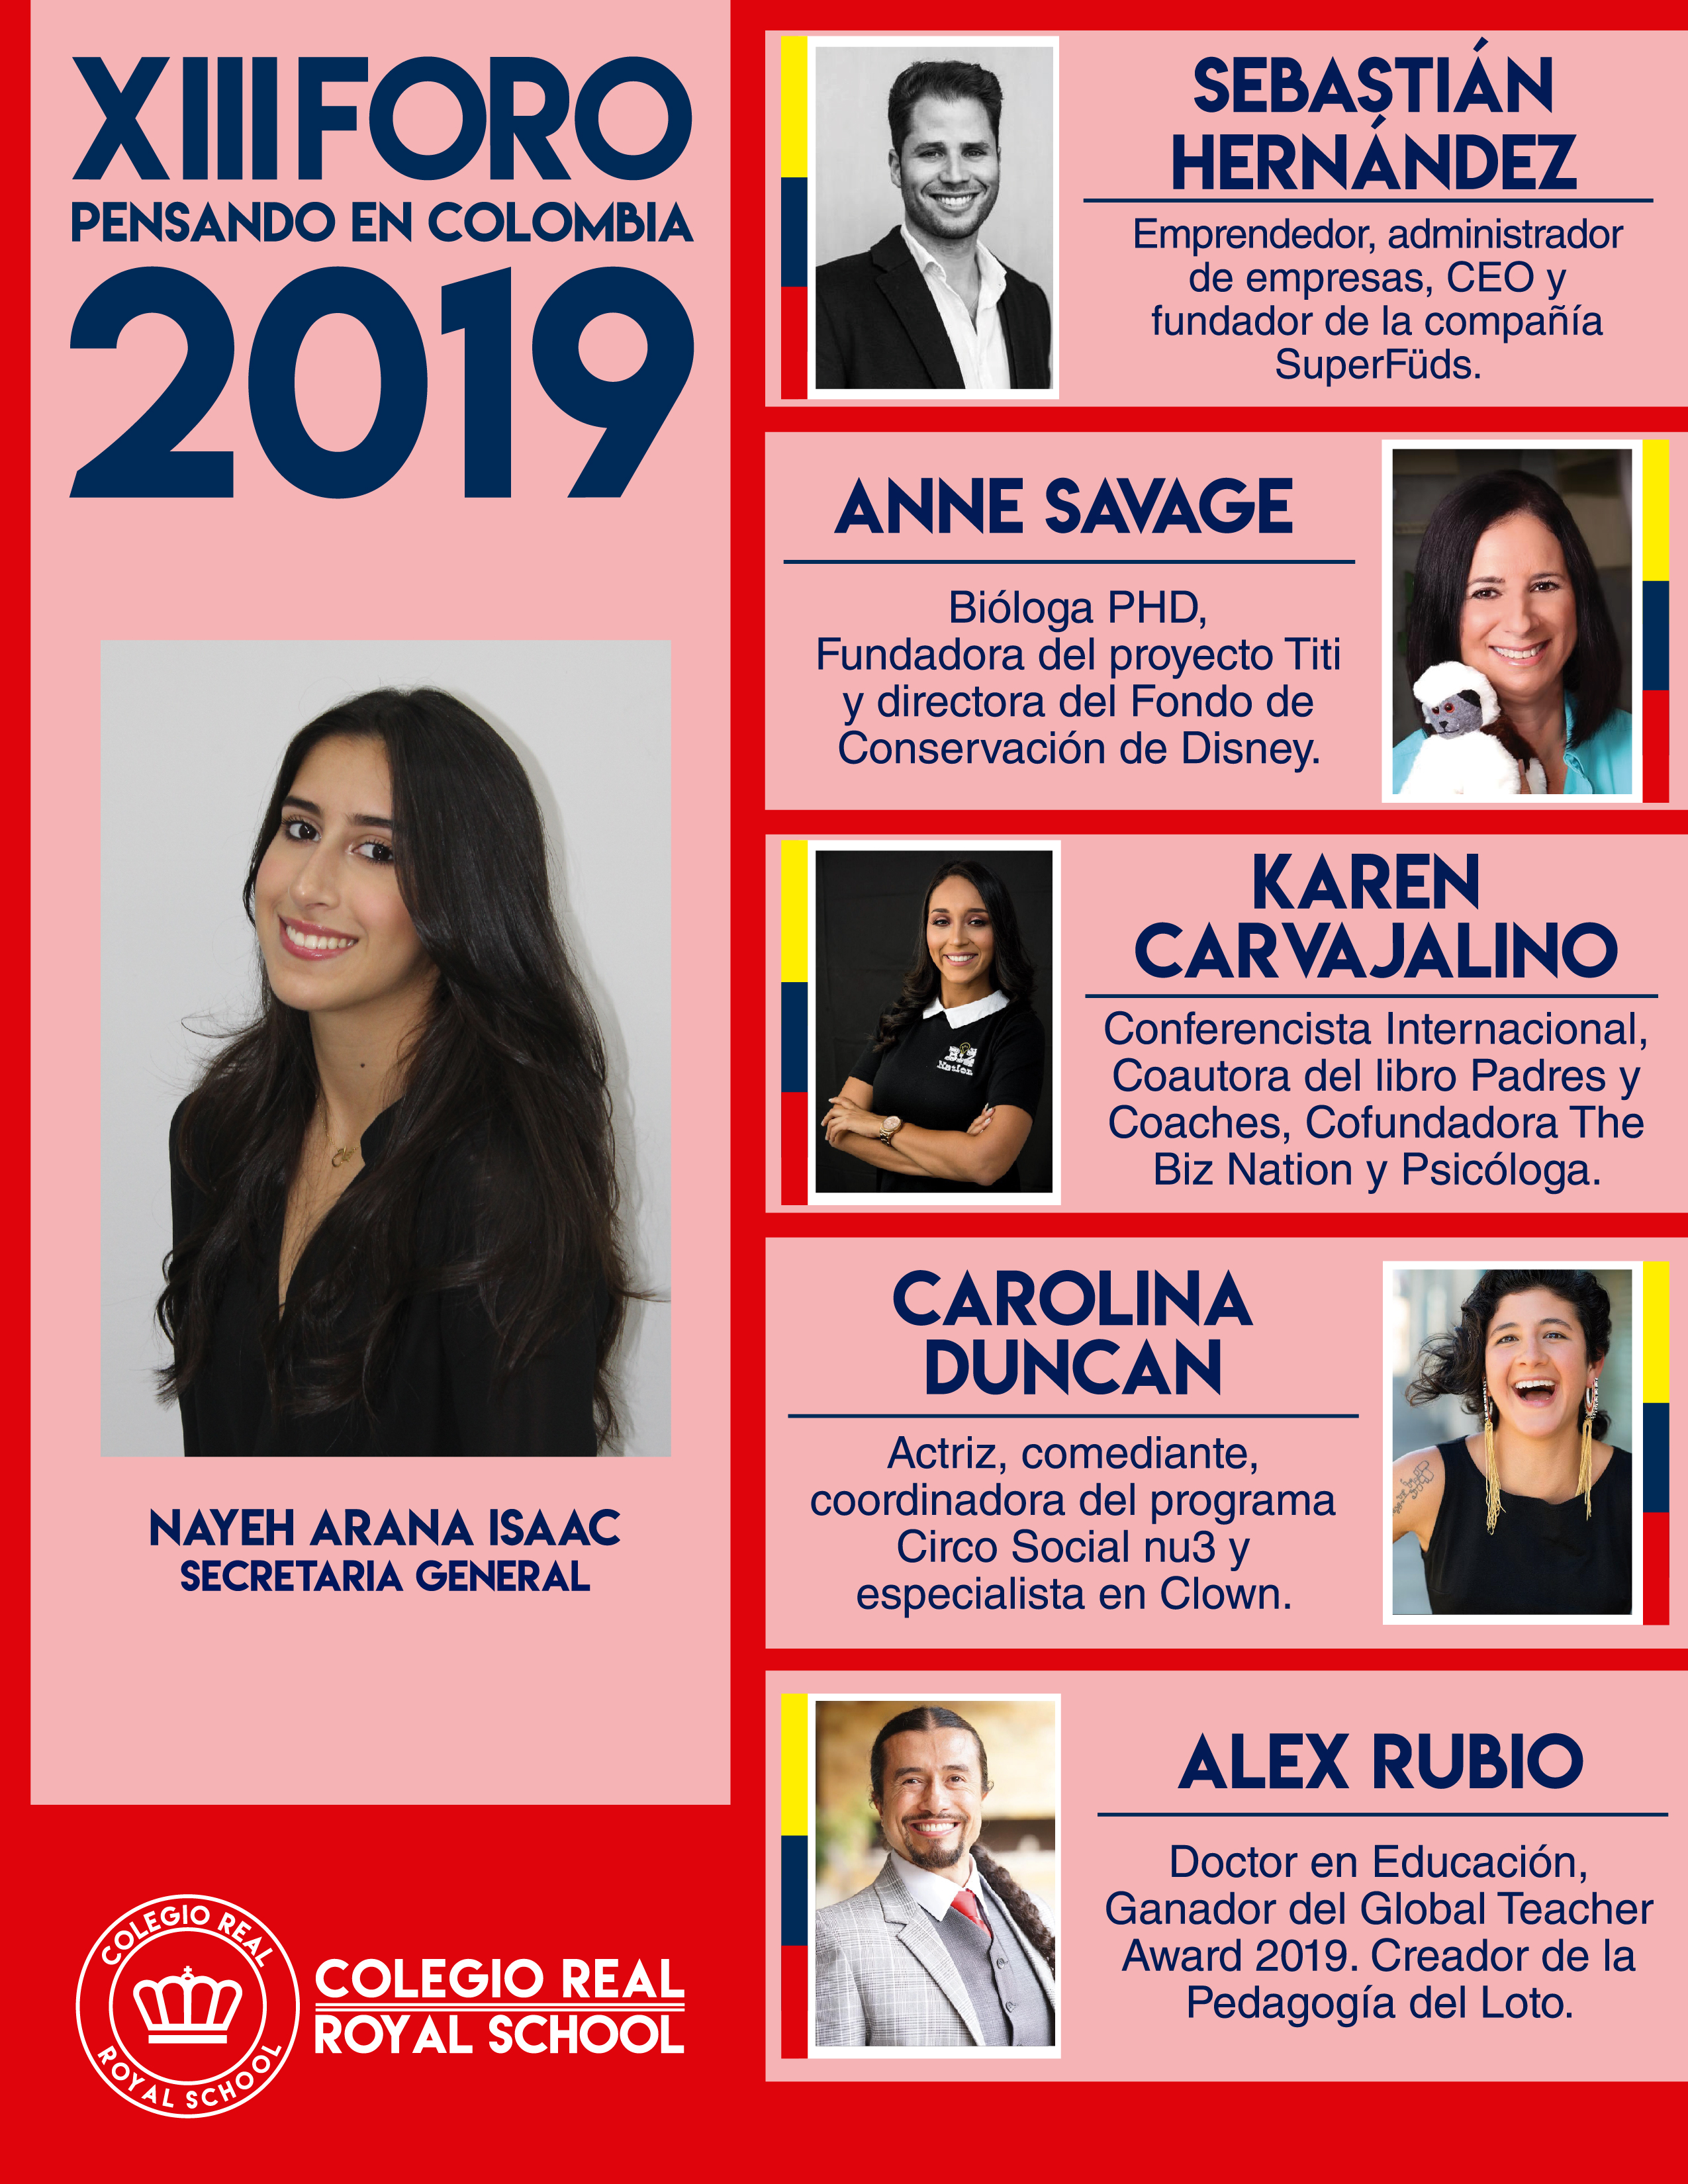 XIII FORO
PENSANDO EN COLOMBIA
2019
NAYEH ARANA ISAAC
SECRETARIA GENERAL
COLEGIO REAL
ROYAL SCHOOL
COLEGIO REAL
ROYAL SCHOOL
SEBASTIÁN
HERNÁNDEZ
Emprendedor, administrador
de empresas, CEO y
fundador de la compañía
SuperFüds.
ANNE SAVAGE
Bióloga PHD,
Fundadora del proyecto Titi
y directora del Fondo de
Conservación de Disney.
KAREN
CARVAJALINO
Conferencista Internacional,
Coautora del libro Padres y
Coaches, Cofundadora The
Biz Nation y Psicóloga.
Biz
Nation
CAROLINA
DUNCAN
Actriz, comediante,
coordinadora del programa
Circo Social nu3 y
especialista en Clown.
ALEX RUBIO
Doctor en Educación,
Ganador del Global Teacher
Award 2019. Creador de la
Pedagogía del Loto.